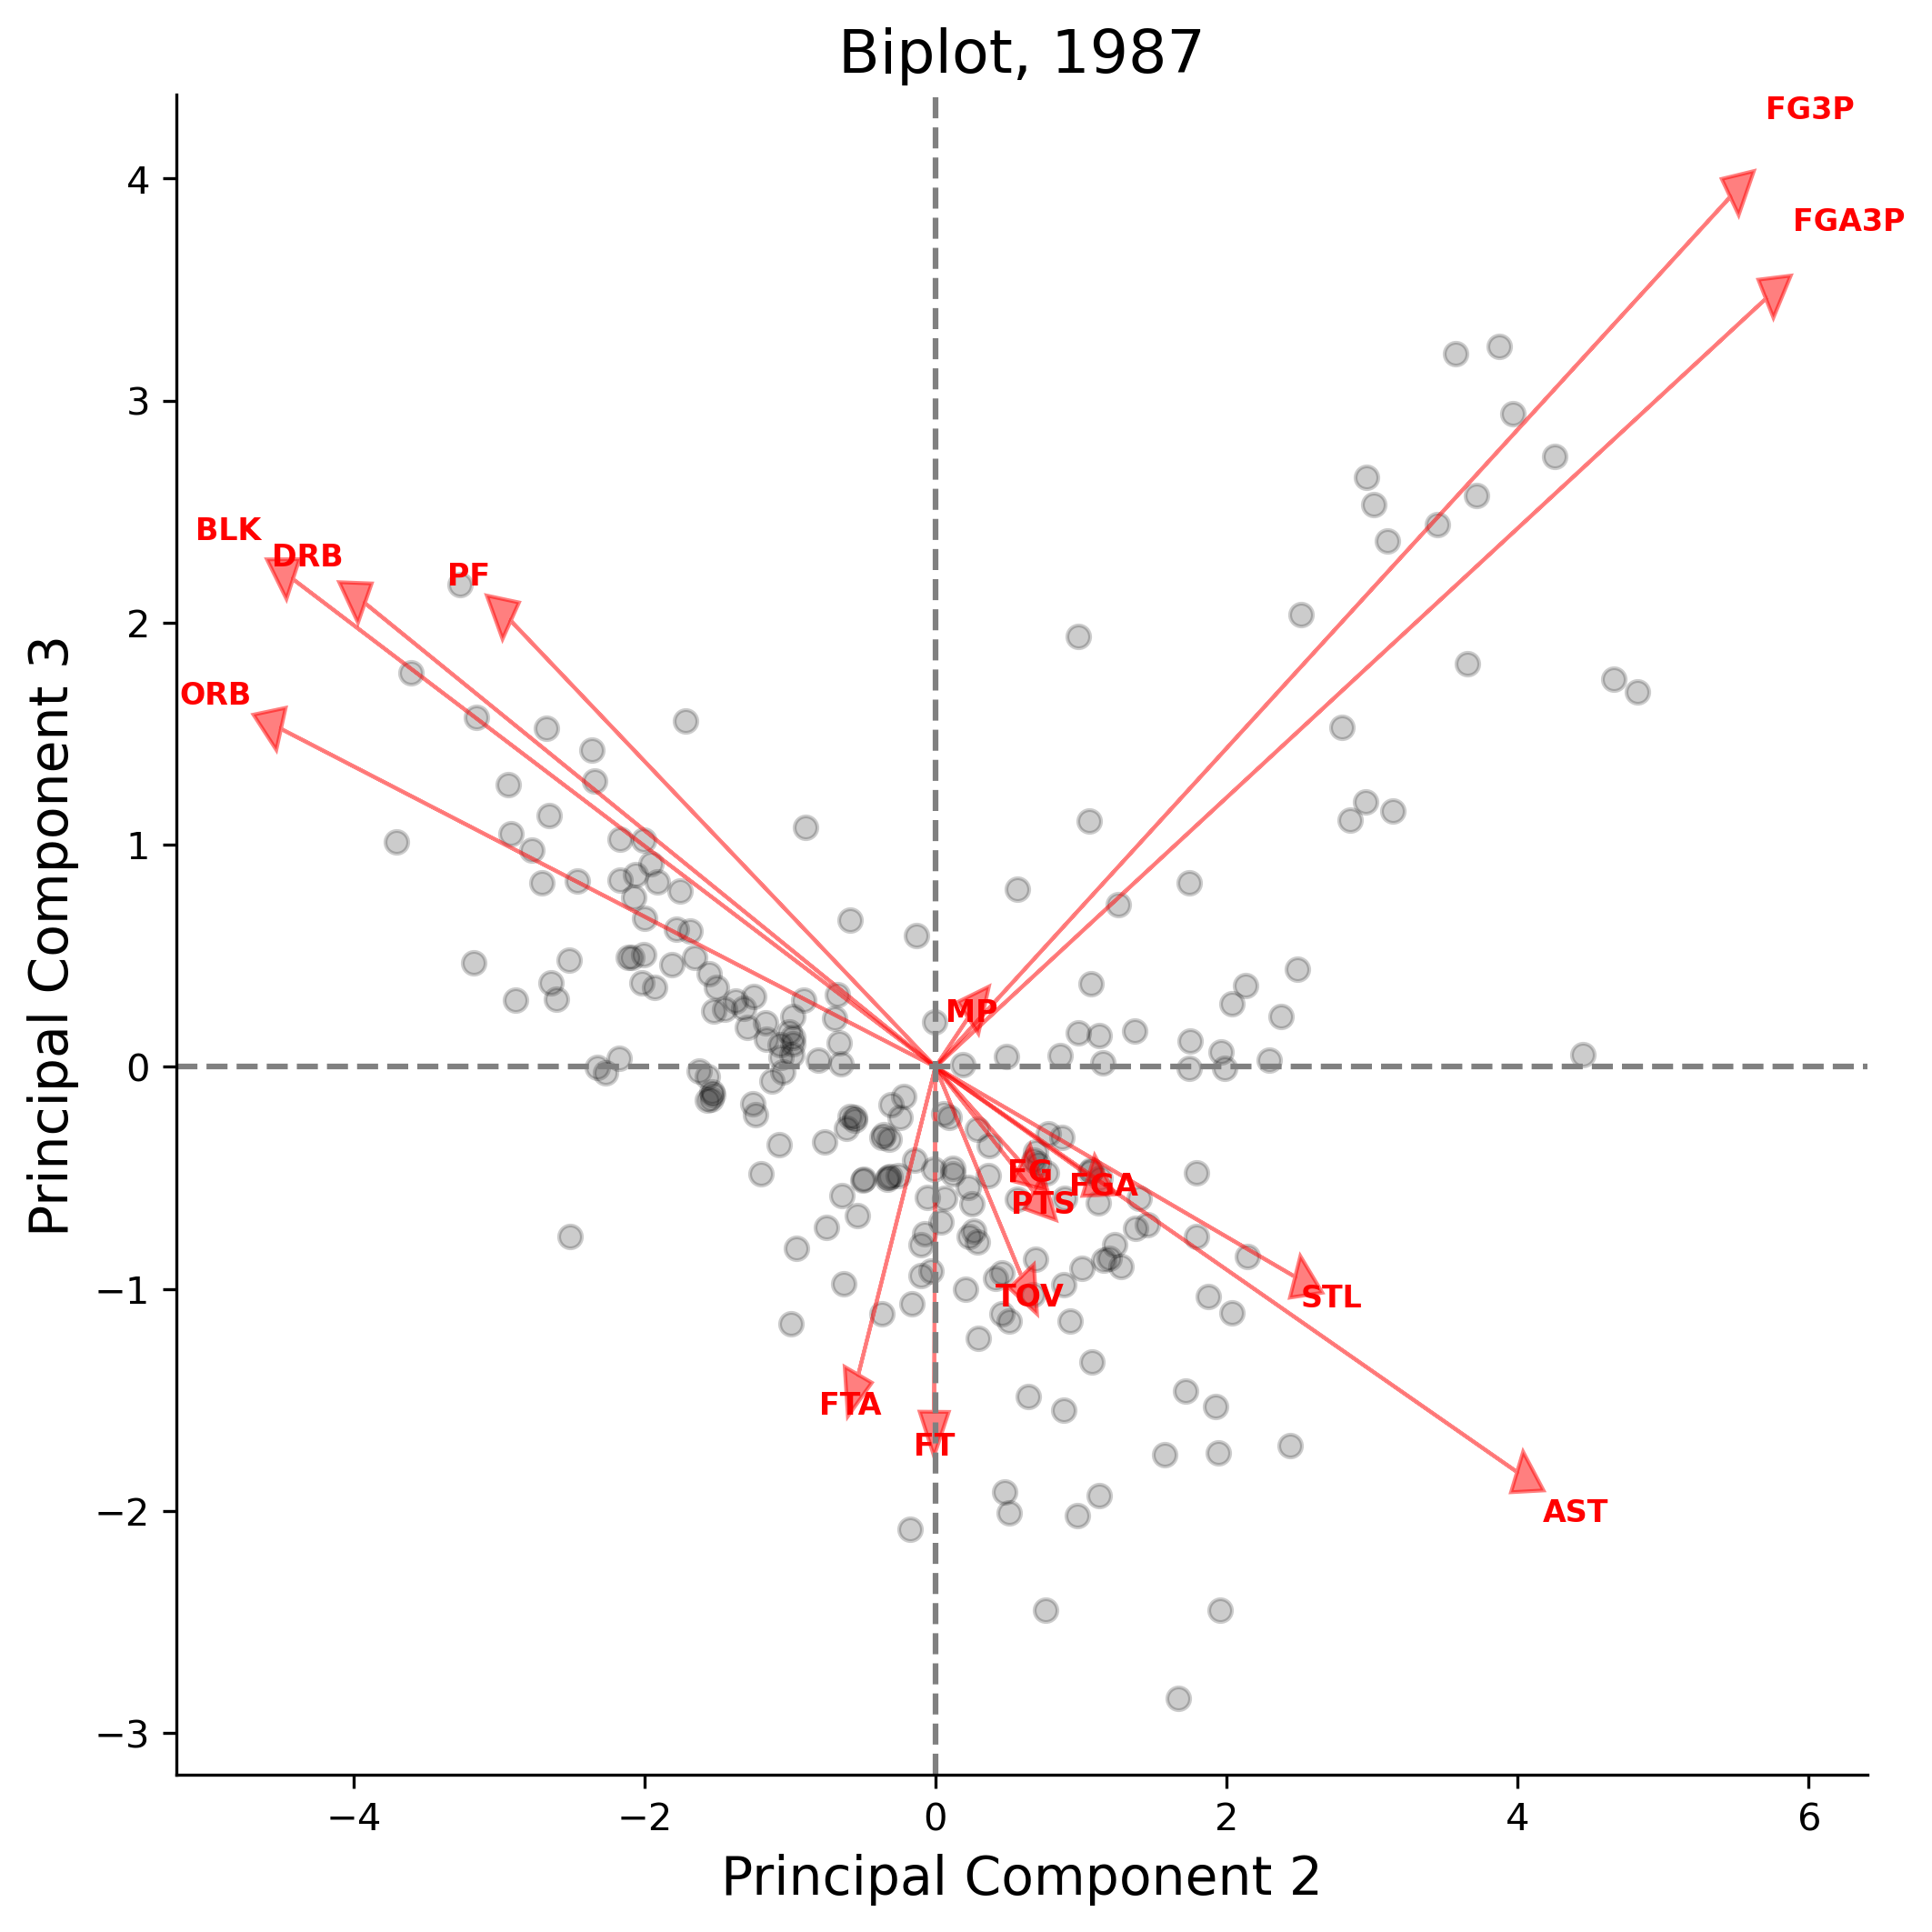 Biplot, 1987
FG3P
FGA3P
BLK
DRB
PF
ORB
MP
FG
FGA
PTS
TOV
STL
FTA
FT
AST
4
3
2
1
0
−1
−2
−3
Principal Component 3
−4
−2
0
2
4
6
Principal Component 2